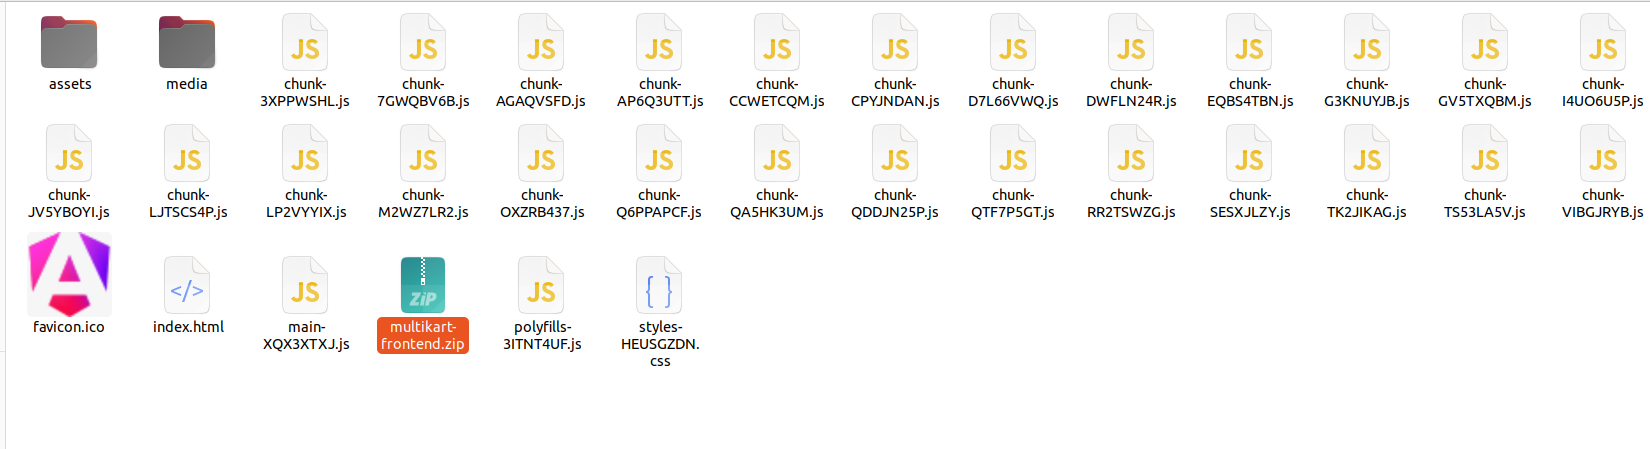 JS JS JS JS JS JS JS JS JS JS JS JS
assets media chunk- chunk- chunk- chunk- chunk- chunk- chunk- chunk- chunk- chunk- chunk- chunk-
3XPPWSHL.js 7GWQBV6B.js AGAQVSFD.js AP6Q3UTT.js CCWETCQM.js CPYJNDAN.js D7L66VWQ.js DWFLN24R.js EQBS4TBN.js G3KNUYJB.js GV5TXQBM.js I4UO6U5P.js
JS JS JS JS JS JS JS JS JS JS JS JS JS JS
chunk- chunk- chunk- chunk- chunk- chunk- chunk- chunk- chunk- chunk- chunk- chunk- chunk- chunk-
JV5YBOYI.js LJTSCS4P.js LP2VYYIX.js M2WZ7LR2.js OXZRB437.js Q6PPAPCF.js QA5HK3UM.js QDDJN25P.js QTF7P5GT.js RR2TSWZG.js SESXJLZY.js TK2JIKAG.js TS53LA5V.js VIBGJRYB.js
</> JS ZiP JS { }
favicon.ico index.html main- multikart- polyfills- styles-
XQX3XTXJ.js frontend.zip 3ITNT4UF.js HEUSGZDN.
css